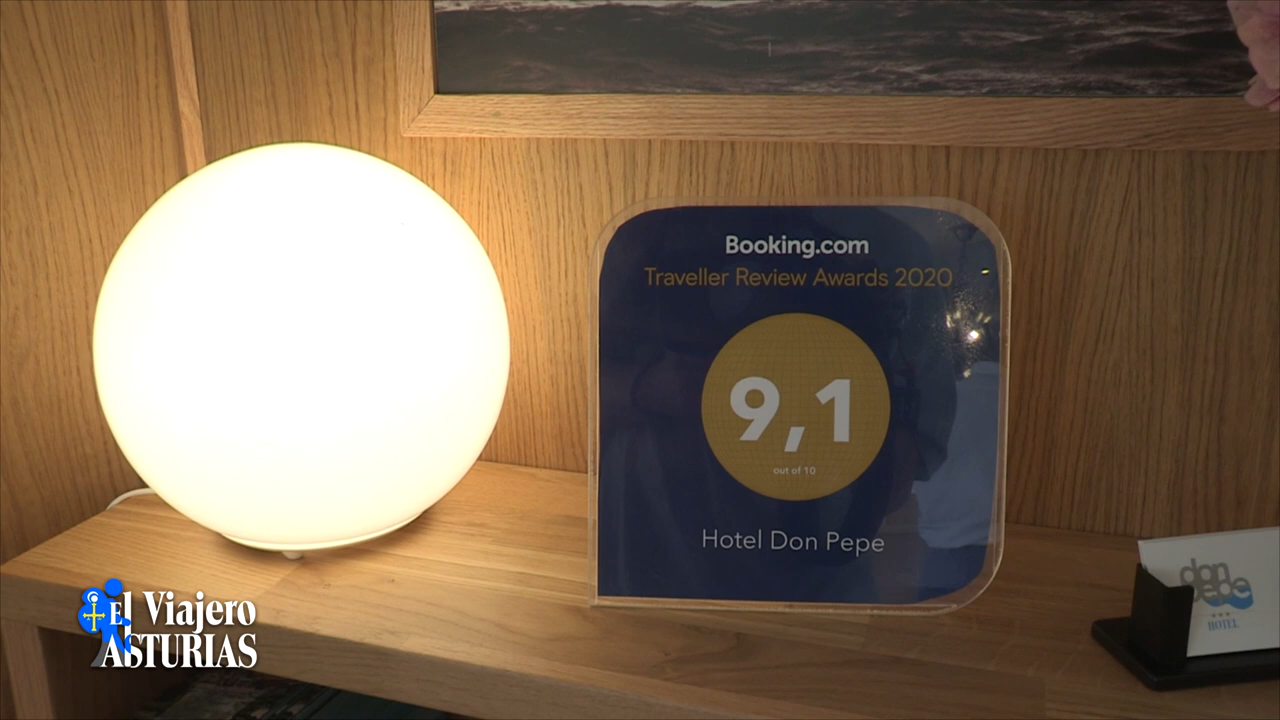 Booking.com
Traveller Review Awards 2020
9,1
out of 10
Hotel Don Pepe
don
pepe
***
HOTEL
El Viajero
ASTURIAS